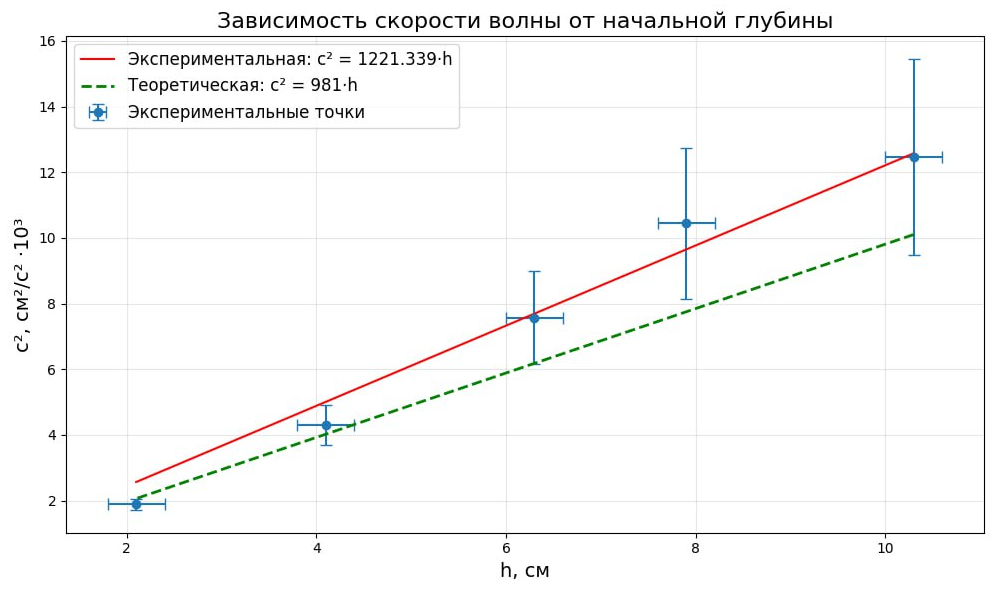 Зависимость скорости волны от начальной глубины
Экспериментальная: c² = 1221.339·h
Теоретическая: c² = 981·h
Экспериментальные точки
c², см²/с² ·10³
16
14
12
10
8
6
4
2
2 4 6 8 10
h, см